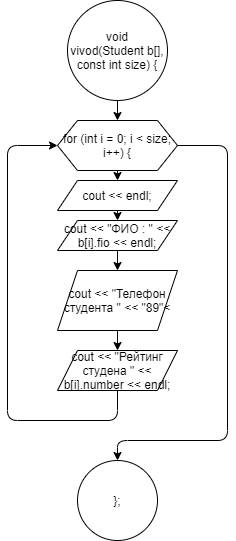 void
vivod(Student b[],
const int size) {
for (int i = 0; i < size;
i++) {
cout << endl;
cout << "ФИО : " <<
b[i].fio << endl;
cout << "Телефон
студента " << "89"<
cout << "Рейтинг
студена " <<
b[i].number << endl;
};